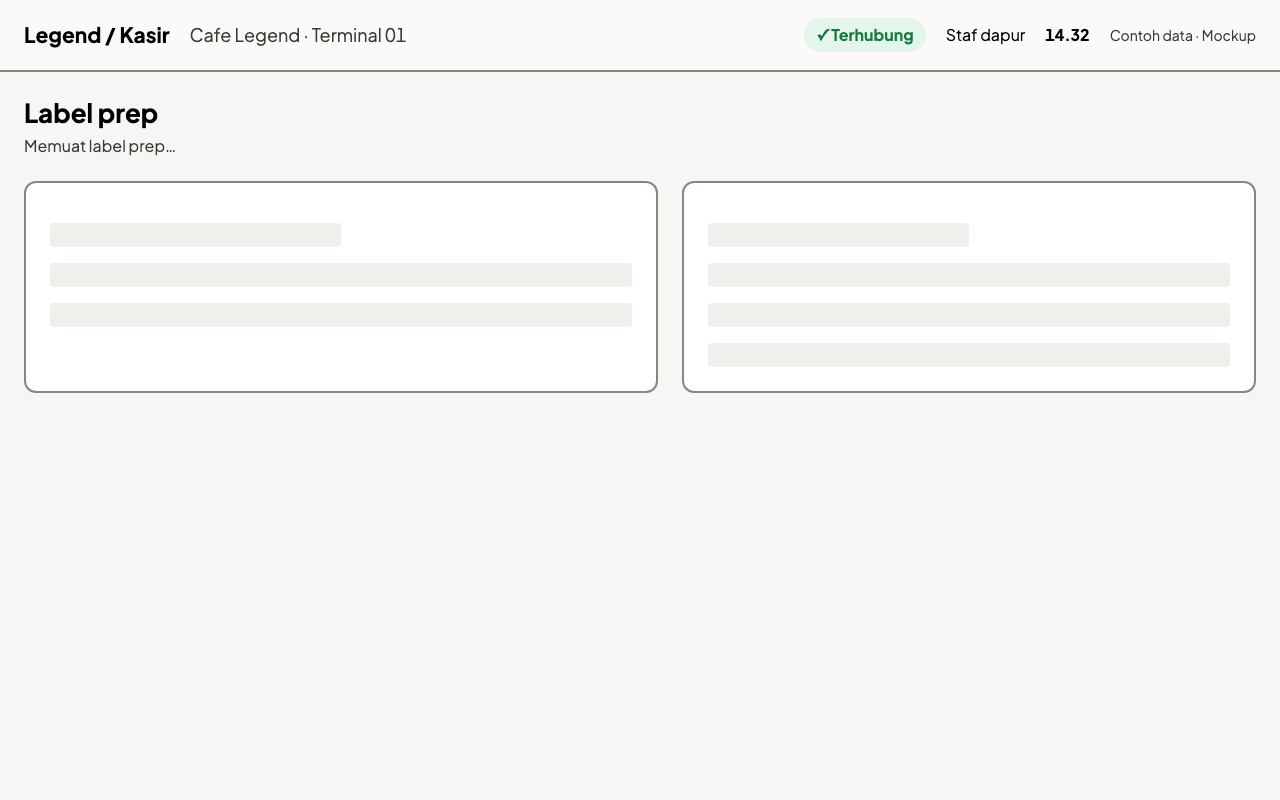 Legend / Kasir
Cafe Legend · Terminal 01
✓Terhubung
Staf dapur
14.32
Contoh data · Mockup
Label prep
Memuat label prep…